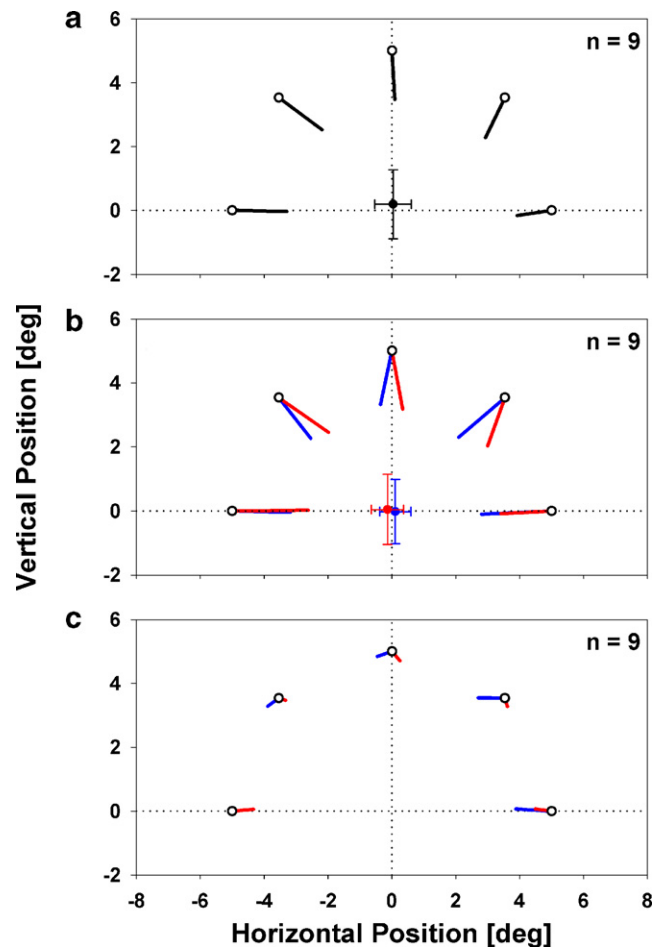 a
n = 9
6
4
2
0
-2
b
n = 9
6
4
2
0
-2
Vertical Position [deg]
c
n = 9
6
4
2
0
-2
-8 -6 -4 -2 0 2 4 6 8
Horizontal Position [deg]